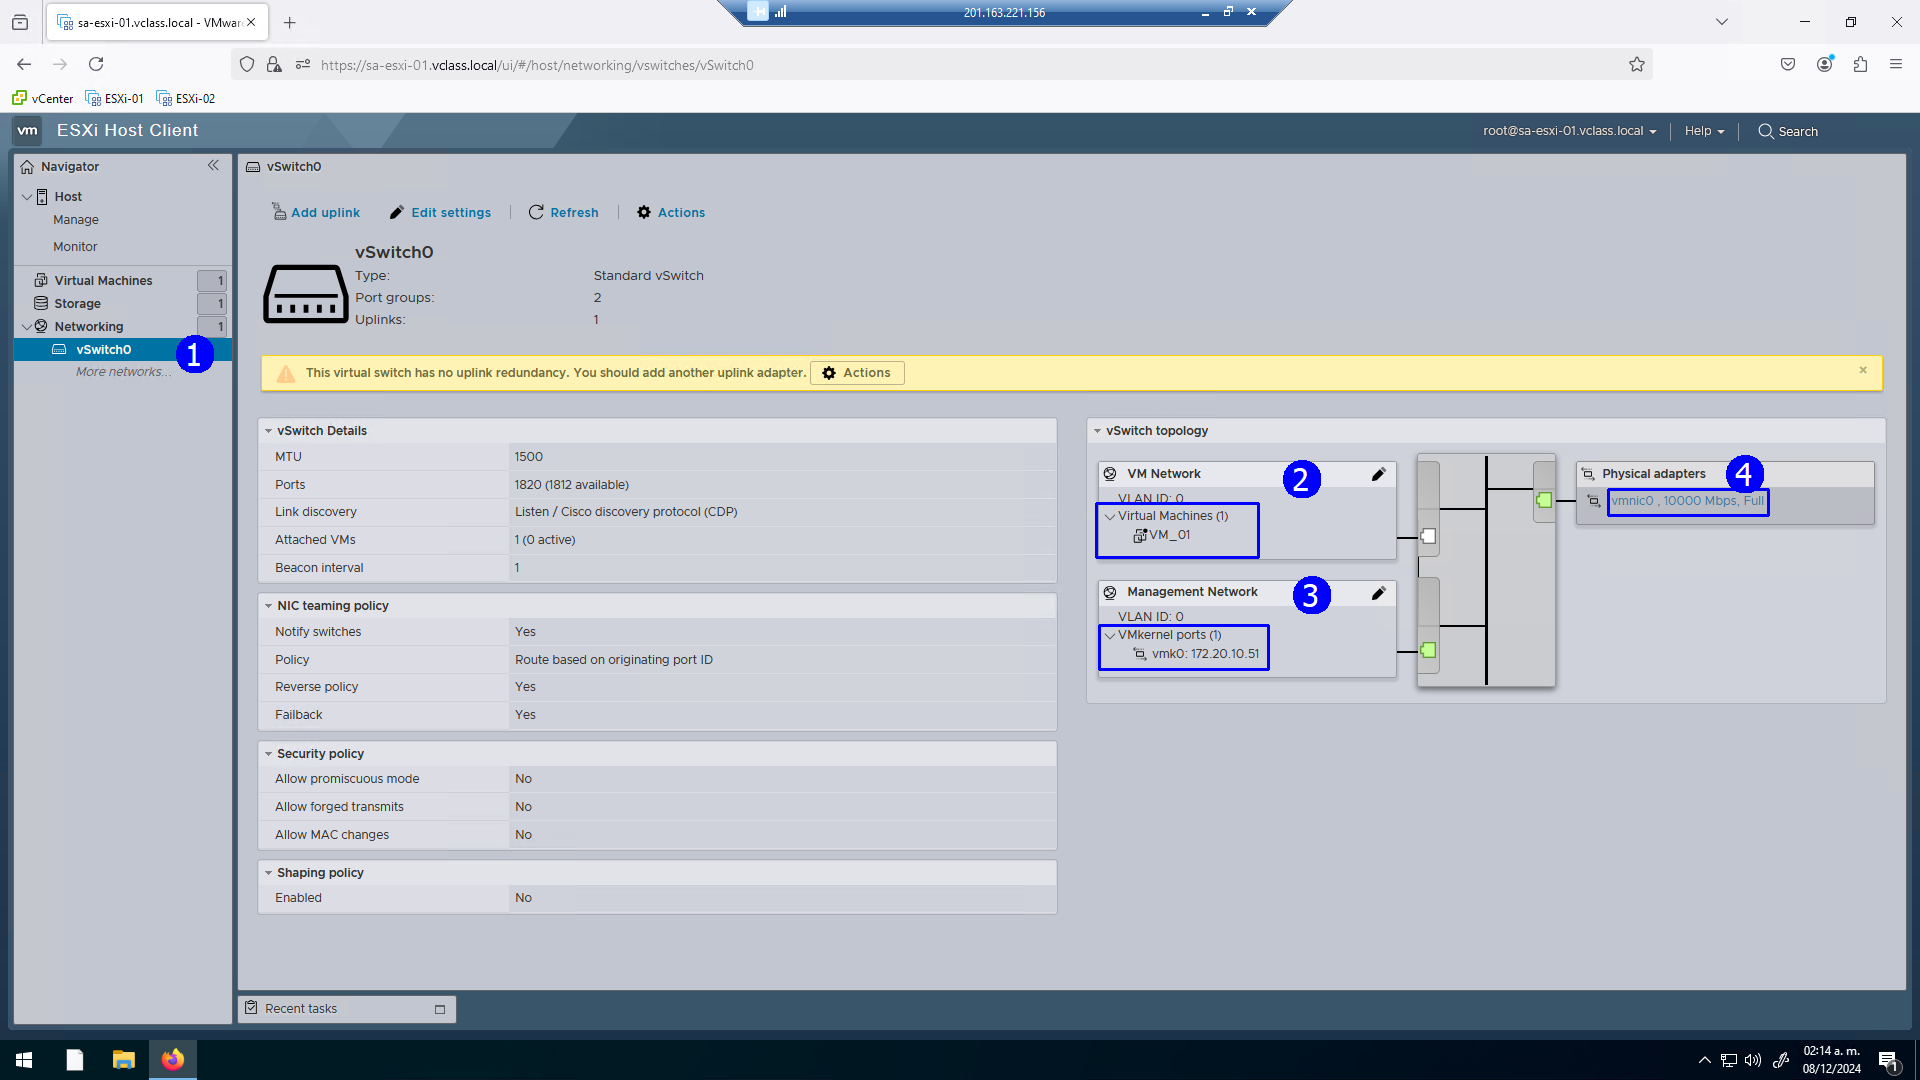 sa-esxi-01.vclass.local - VMwar
201.163.221.156
https://sa-esxi-01.vclass.local/ui/#/host/networking/vswitches/vSwitch0
vCenter ESXi-01 ESXi-02
vm ESXi Host Client
root@sa-esxi-01.vclass.local Help Search
Navigator
Host
Manage
Monitor
Virtual Machines 1
Storage 1
Networking 1
vSwitch0 1
More networks...
vSwitch0
Add uplink Edit settings Refresh Actions
vSwitch0
Type: Standard vSwitch
Port groups: 2
Uplinks: 1
This virtual switch has no uplink redundancy. You should add another uplink adapter. Actions
vSwitch Details
MTU 1500
Ports 1820 (1812 available)
Link discovery Listen / Cisco discovery protocol (CDP)
Attached VMs 1 (0 active)
Beacon interval 1
NIC teaming policy
Notify switches Yes
Policy Route based on originating port ID
Reverse policy Yes
Failback Yes
Security policy
Allow promiscuous mode No
Allow forged transmits No
Allow MAC changes No
Shaping policy
Enabled No
vSwitch topology
VM Network 2
VLAN ID: 0
Virtual Machines (1)
VM_01
Management Network 3
VLAN ID: 0
VMkernel ports (1)
vmk0: 172.20.10.51
Physical adapters 4
vmnic0 , 10000 Mbps, Full
Recent tasks
02:14 a. m.
08/12/2024
1